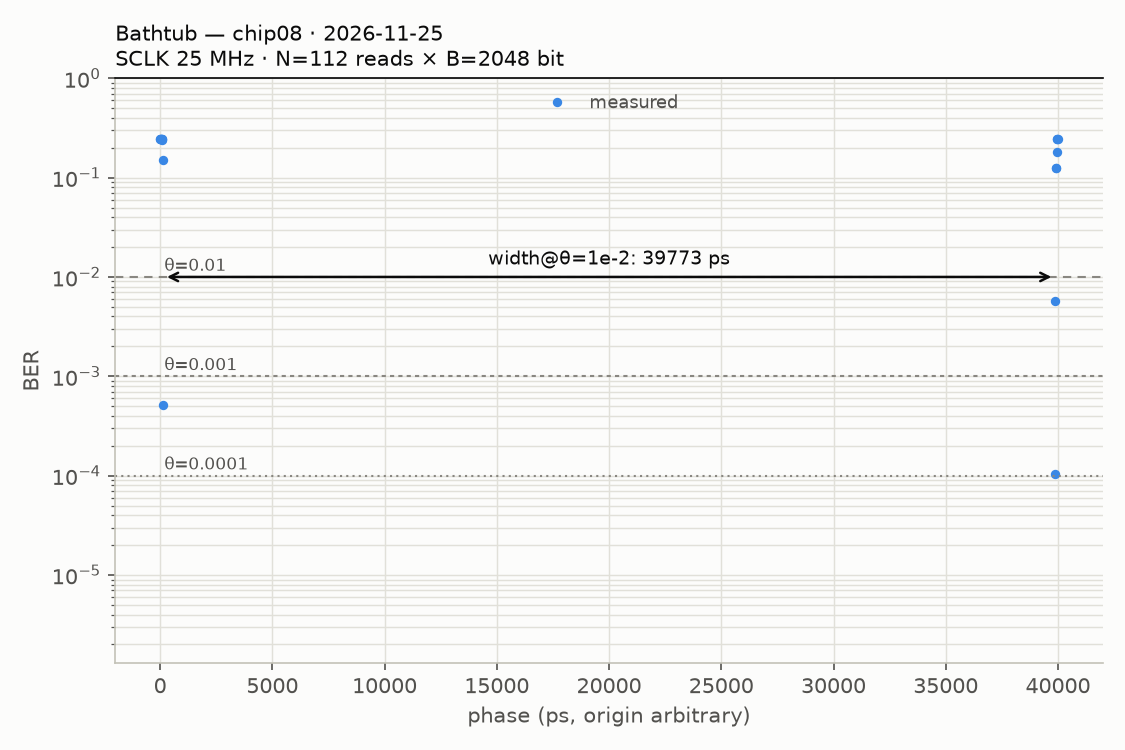 Bathtub — chip08 · 2026-11-25
SCLK 25 MHz · N=112 reads × B=2048 bit
10⁰
measured
10⁻¹
width@θ=1e-2: 39773 ps
θ=0.01
10⁻²
θ=0.001
10⁻³
BER
θ=0.0001
10⁻⁴
10⁻⁵
0 5000 10000 15000 20000 25000 30000 35000 40000
phase (ps, origin arbitrary)